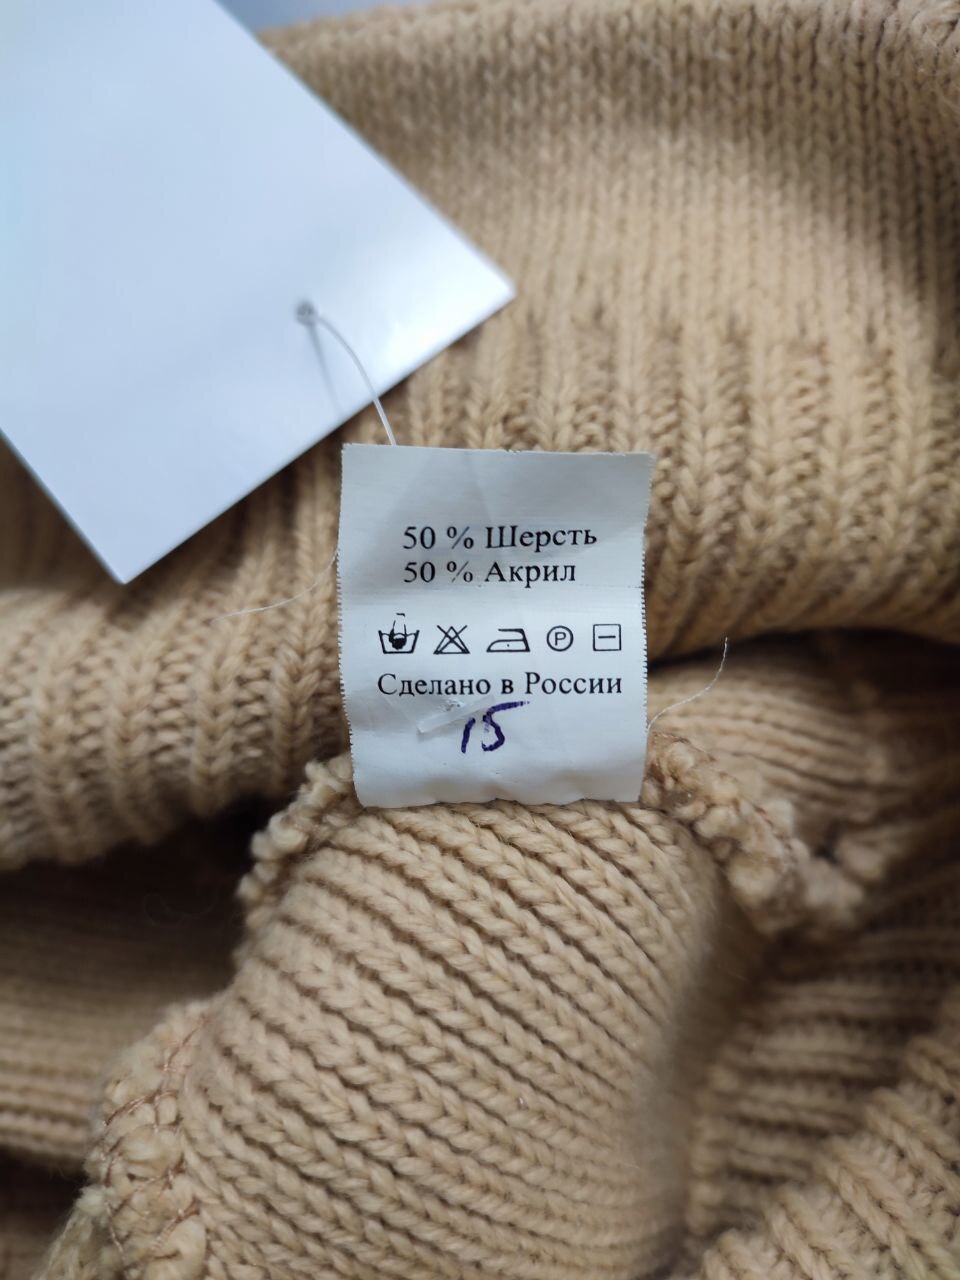 50 % Шерсть
50 % Акрил
P
Сделано в России
15